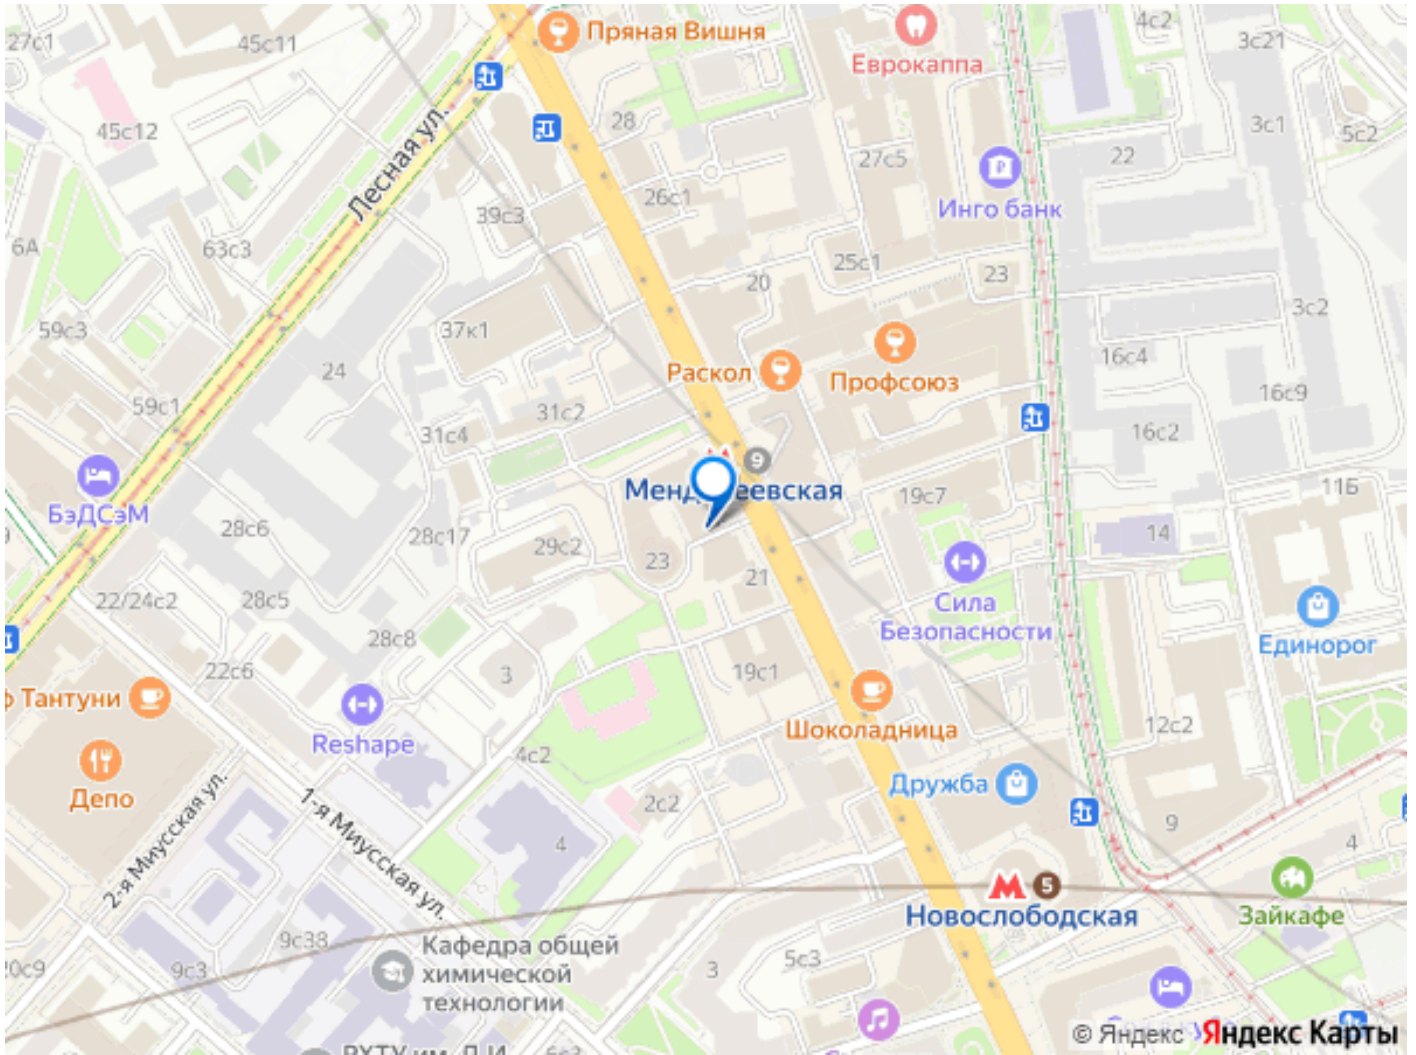 27с1
45с11
Пряная Вишня
Еврокаппа
4с2
3с21
45с12
28
Лесная ул.
27с5
22
3с1
5с2
6А
63с3
39с3
26с1
Инго банк
25с1
23
20
3с2
59с3
37к1
24
Раскол
Профсоюз
16с4
16с9
59с1
31с2
31с4
16с2
9
БэДСэМ
28с6
28с17
29с2
23
19с7
14
11Б
22/24с2
28с5
21
Сила
Безопасности
Единорог
28с8
22с6
3
19с1
Тантуни
Reshape
Шоколадница
12с2
4с2
Депо
Дружба
2с2
9
4
4
2-я Миусская ул.
1-я Миусская ул.
5
Новослободская
Зайкафе
9с38
Кафедра общей
химической
технологии
9с3
3
5с3
© Яндекс
Яндекс Карты